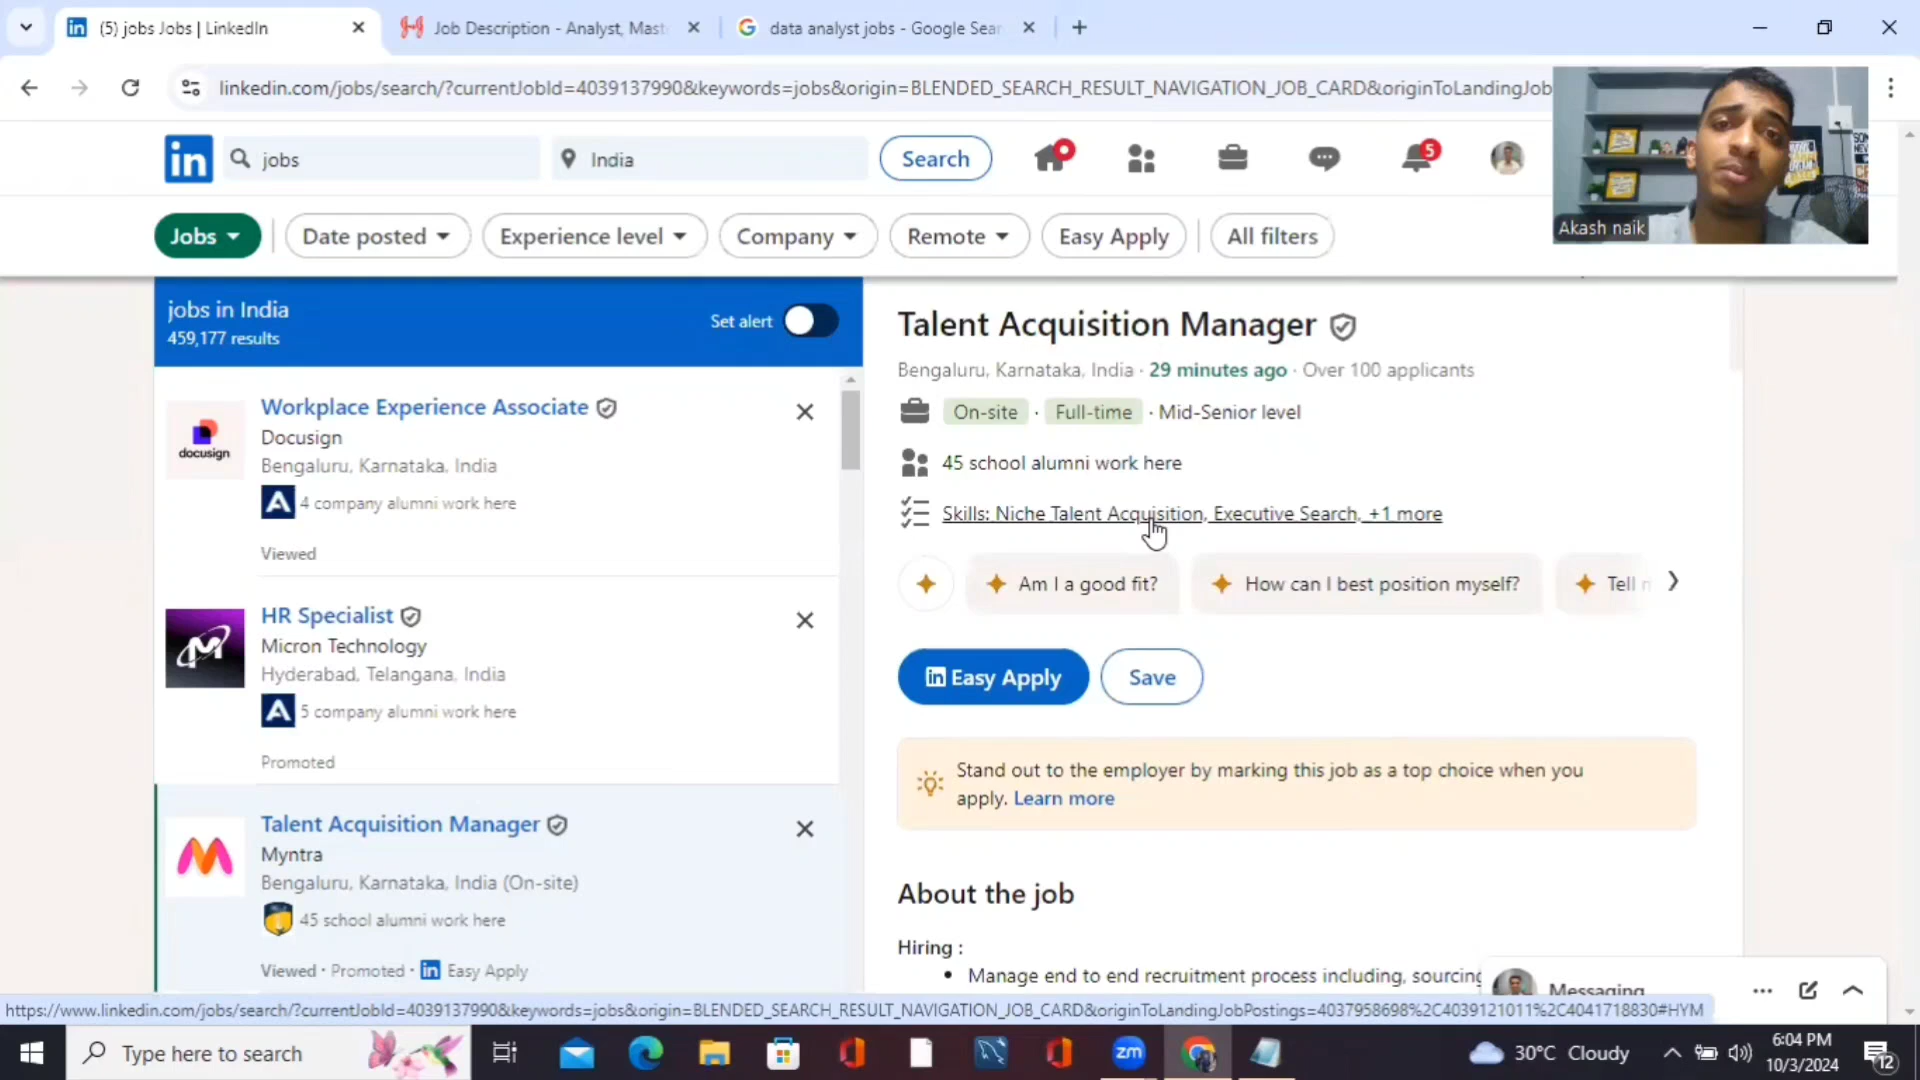 (5) jobs Jobs | LinkedIn
Job Description - Analyst, Mast
data analyst jobs - Google Sear
linkedin.com/jobs/search/?currentJobId=4039137990&keywords=jobs&origin=BLENDED_SEARCH_RESULT_NAVIGATION_JOB_CARD&originToLandingJob
in
jobs
India
Search
5
Akash naik
Jobs
Date posted
Experience level
Company
Remote
Easy Apply
All filters
jobs in India
459,177 results
Set alert
Workplace Experience Associate
docusign
Docusign
Bengaluru, Karnataka, India
4 company alumni work here
Viewed
HR Specialist
Micron Technology
Hyderabad, Telangana, India
5 company alumni work here
Promoted
Talent Acquisition Manager
Myntra
Bengaluru, Karnataka, India (On-site)
45 school alumni work here
Viewed · Promoted · in Easy Apply
Talent Acquisition Manager
Bengaluru, Karnataka, India · 29 minutes ago · Over 100 applicants
On-site · Full-time · Mid-Senior level
45 school alumni work here
Skills: Niche Talent Acquisition, Executive Search, +1 more
Am I a good fit?
How can I best position myself?
Tell
in Easy Apply
Save
Stand out to the employer by marking this job as a top choice when you
apply. Learn more
About the job
Hiring :
• Manage end to end recruitment process including, sourcing
Messaging
https://www.linkedin.com/jobs/search/?currentJobId=4039137990&keywords=jobs&origin=BLENDED_SEARCH_RESULT_NAVIGATION_JOB_CARD&originToLandingJobPostings=4037958698%2C4039121011%2C4041718830#HYM
Type here to search
zm
30°C Cloudy
6:04 PM
10/3/2024
12